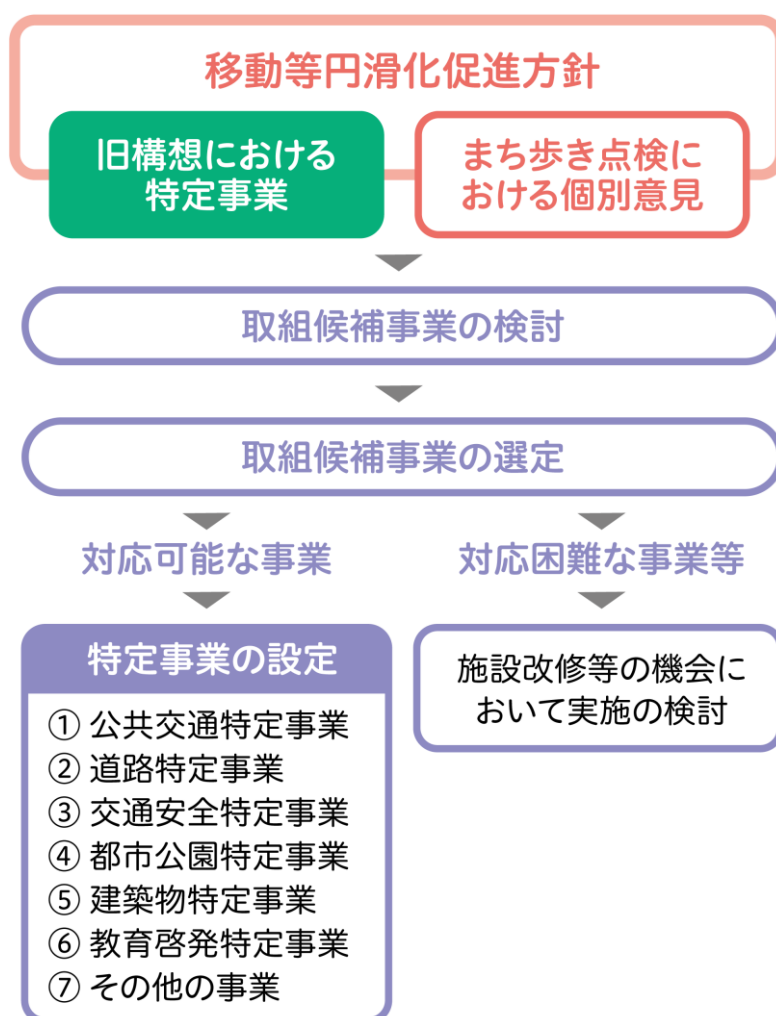 移動等円滑化促進方針
旧構想における
特定事業
まち歩き点検に
おける個別意見
取組候補事業の検討
取組候補事業の選定
対応可能な事業
対応困難な事業等
特定事業の設定
① 公共交通特定事業
② 道路特定事業
③ 交通安全特定事業
④ 都市公園特定事業
⑤ 建築物特定事業
⑥ 教育啓発特定事業
⑦ その他の事業
施設改修等の機会に
おいて実施の検討